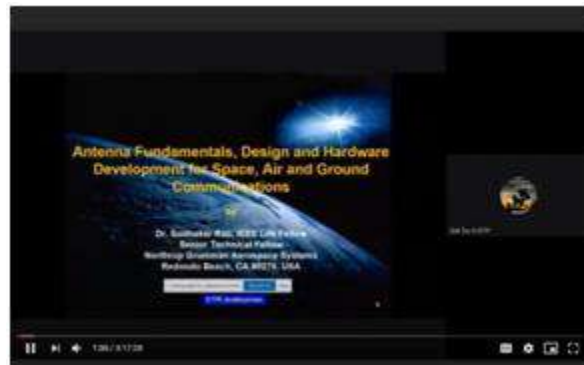 Antenna Fundamentals, Design and Hardware
Development for Space, Air and Ground
Communications
by
Dr. Sudhakar Rao, IEEE Life Fellow
Senior Technical Fellow
Northrop Grumman Aerospace Systems
Redondo Beach, CA 90278, USA